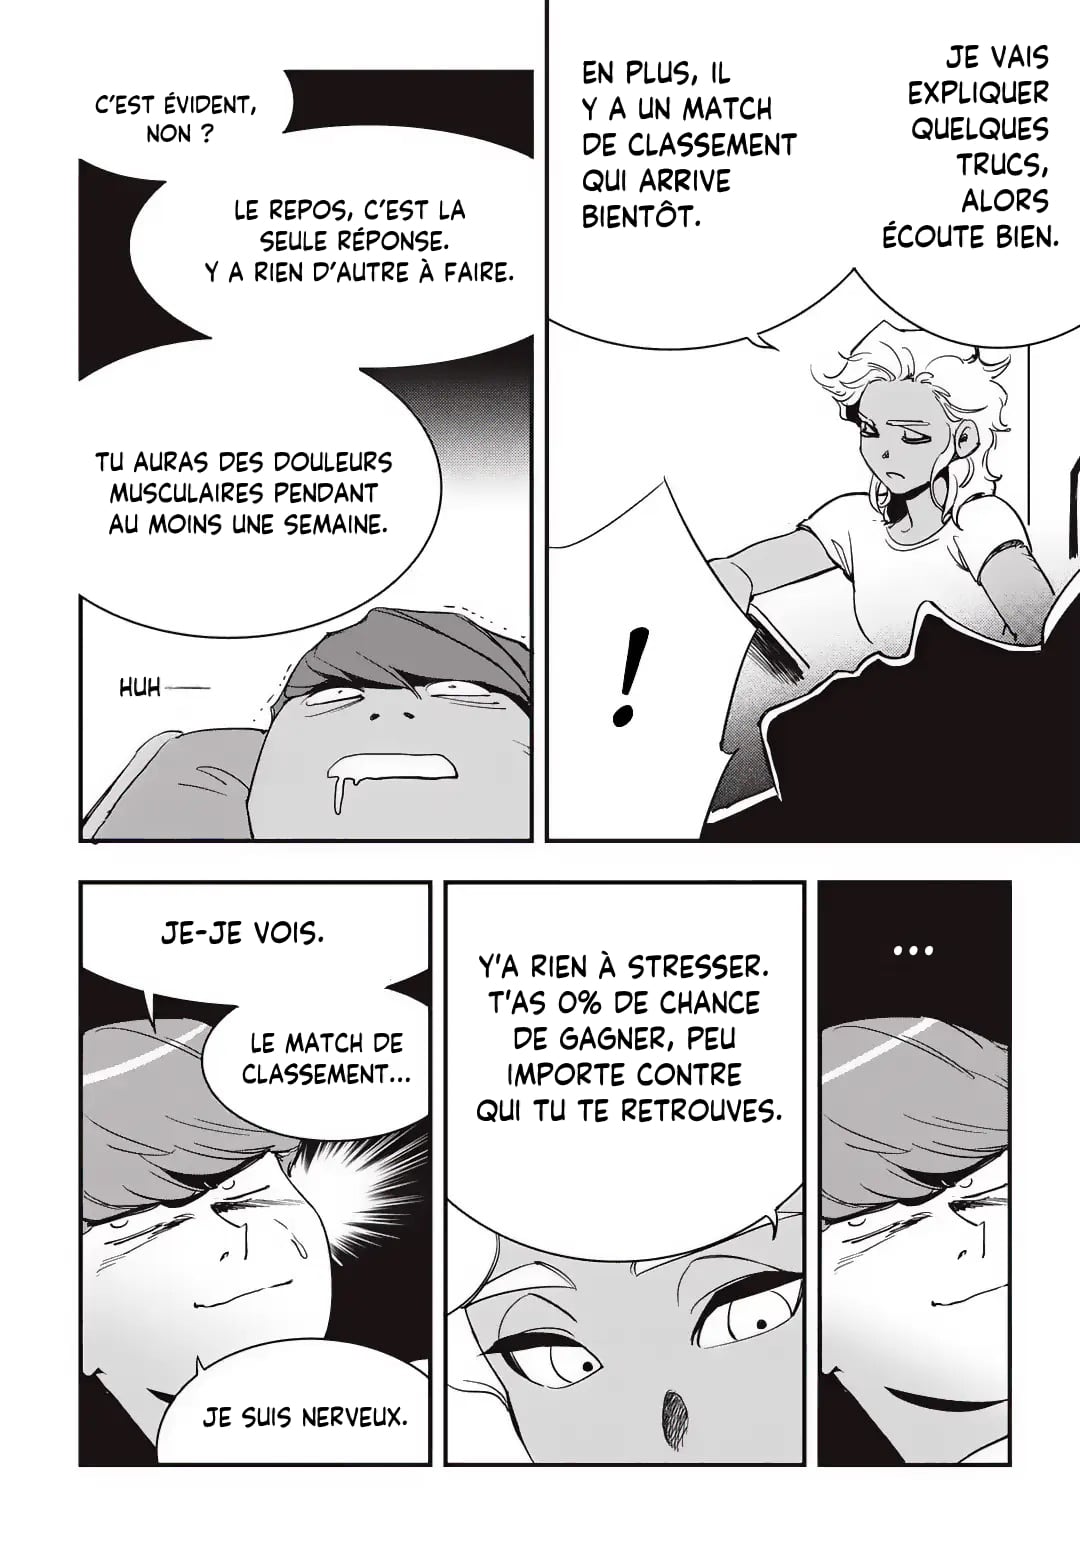 C'EST ÉVIDENT,
NON ?
LE REPOS, C'EST LA
SEULE RÉPONSE.
Y A RIEN D'AUTRE À FAIRE.
TU AURAS DES DOULEURS
MUSCULAIRES PENDANT
AU MOINS UNE SEMAINE.
HUH—
EN PLUS, IL
Y A UN MATCH
DE CLASSEMENT
QUI ARRIVE
BIENTÔT.
JE VAIS
EXPLIQUER
QUELQUES
TRUCS,
ALORS
ÉCOUTE BIEN.
!
JE-JE VOIS.
LE MATCH DE
CLASSEMENT...
JE SUIS NERVEUX.
Y'A RIEN À STRESSER.
T'AS 0% DE CHANCE
DE GAGNER, PEU
IMPORTE CONTRE
QUI TU TE RETROUVES.
...